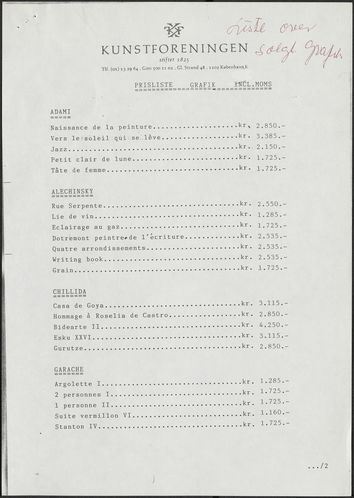 Liste over
solgt Grafik
KUNSTFORENINGEN
stiftet 1825
PRISLISTE GRAFIK INCL.MOMS
ADAMI
Naissance de la peinture kr. 2.850.-
Vers le soleil qui se lève kr. 3.385.-
Jazz kr. 2.150.-
Petit clair de lune kr. 1.725.-
Tête de femme kr. 1.725.-
ALECHINSKY
Rue Serpente kr. 2.550.-
Lie de vin kr. 1.285.-
Eclairage au gaz kr. 1.725.-
Dotremont peintre de l'écriture kr. 2.535.-
Quatre arrondissements kr. 2.535.-
Writing book kr. 2.535.-
Grain kr. 1.725.-
CHILLIDA
Casa de Goya kr. 3.115.-
Hommage à Roselia de Castro kr. 2.850.-
Bidearte II kr. 4.250.-
Esku XXVI kr. 3.115.-
Gurutze kr. 2.850.-
GARACHE
Argolette I kr. 1.285.-
2 personnes I kr. 1.725.-
1 personne II kr. 1.725.-
Suite vermillon VI kr. 1.160.-
Stanton IV kr. 1.725.-
.../2